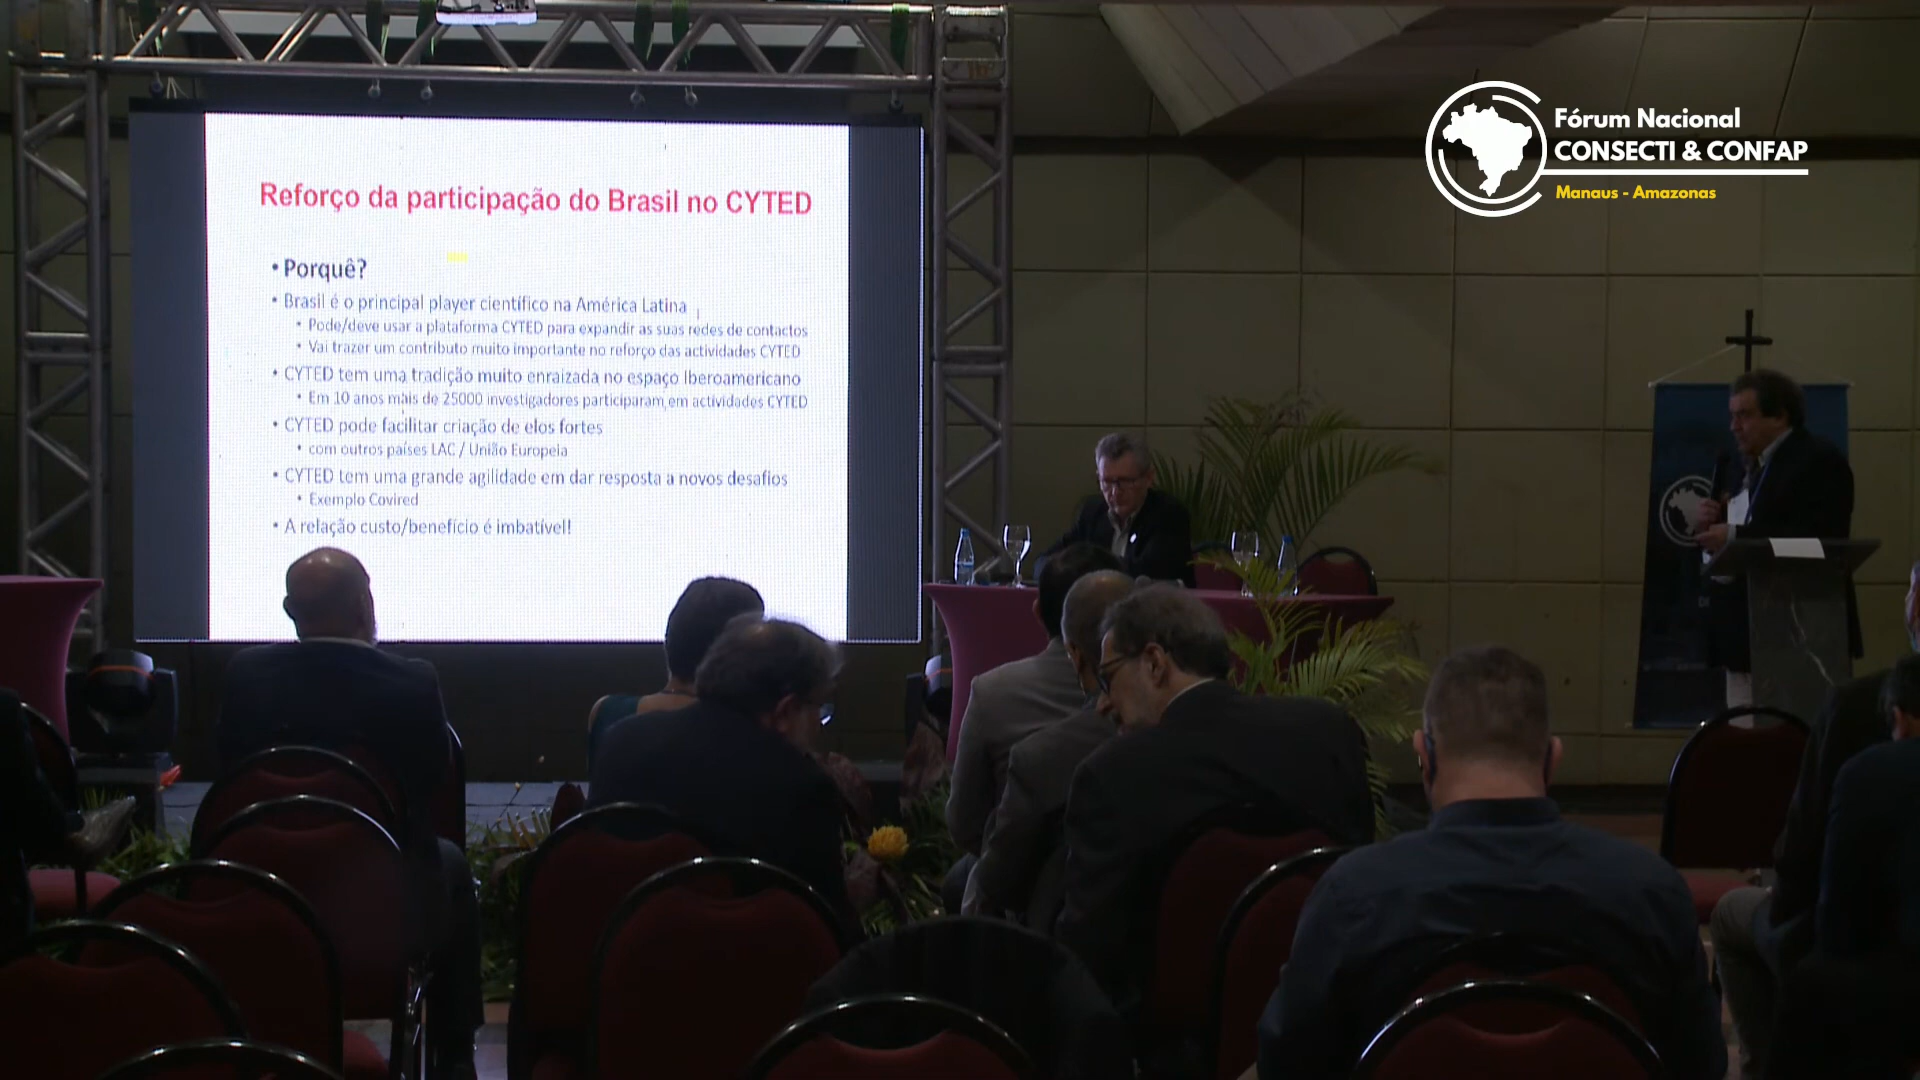 Fórum Nacional
CONSECTI & CONFAP
Manaus - Amazonas
Reforço da participação do Brasil no CYTED
• Porquê?
• Brasil é o principal player científico na América Latina
• Pode/deve usar a plataforma CYTED para expandir as suas redes de contactos
• Vai trazer um contributo muito importante no reforço das actividades CYTED
• CYTED tem uma tradição muito enraizada no espaço Iberoamericano
• Em 10 anos mais de 25000 investigadores participaram em actividades CYTED
• CYTED pode facilitar criação de elos fortes
• com outros países LAC / União Europeia
• CYTED tem uma grande agilidade em dar resposta a novos desafios
• Exemplo Covired
• A relação custo/benefício é imbatível!